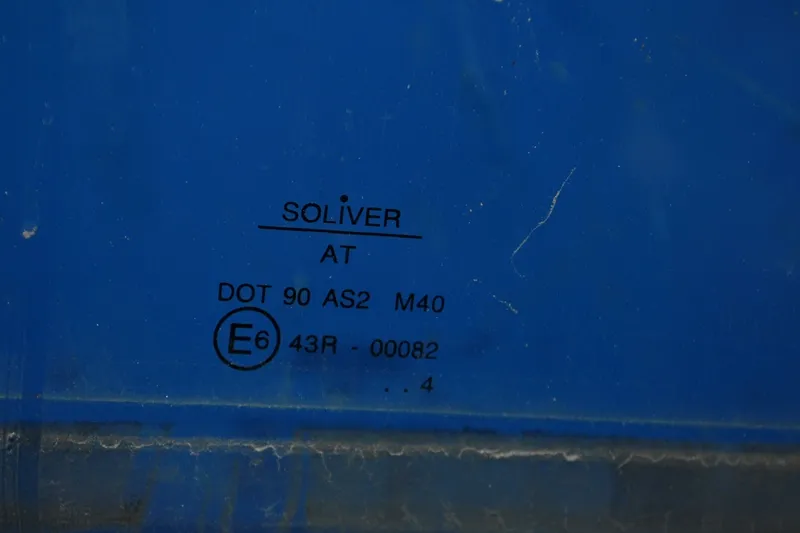 SOLiVER
AT
DOT 90 AS2 M40
E6 43R - 00082
. . 4